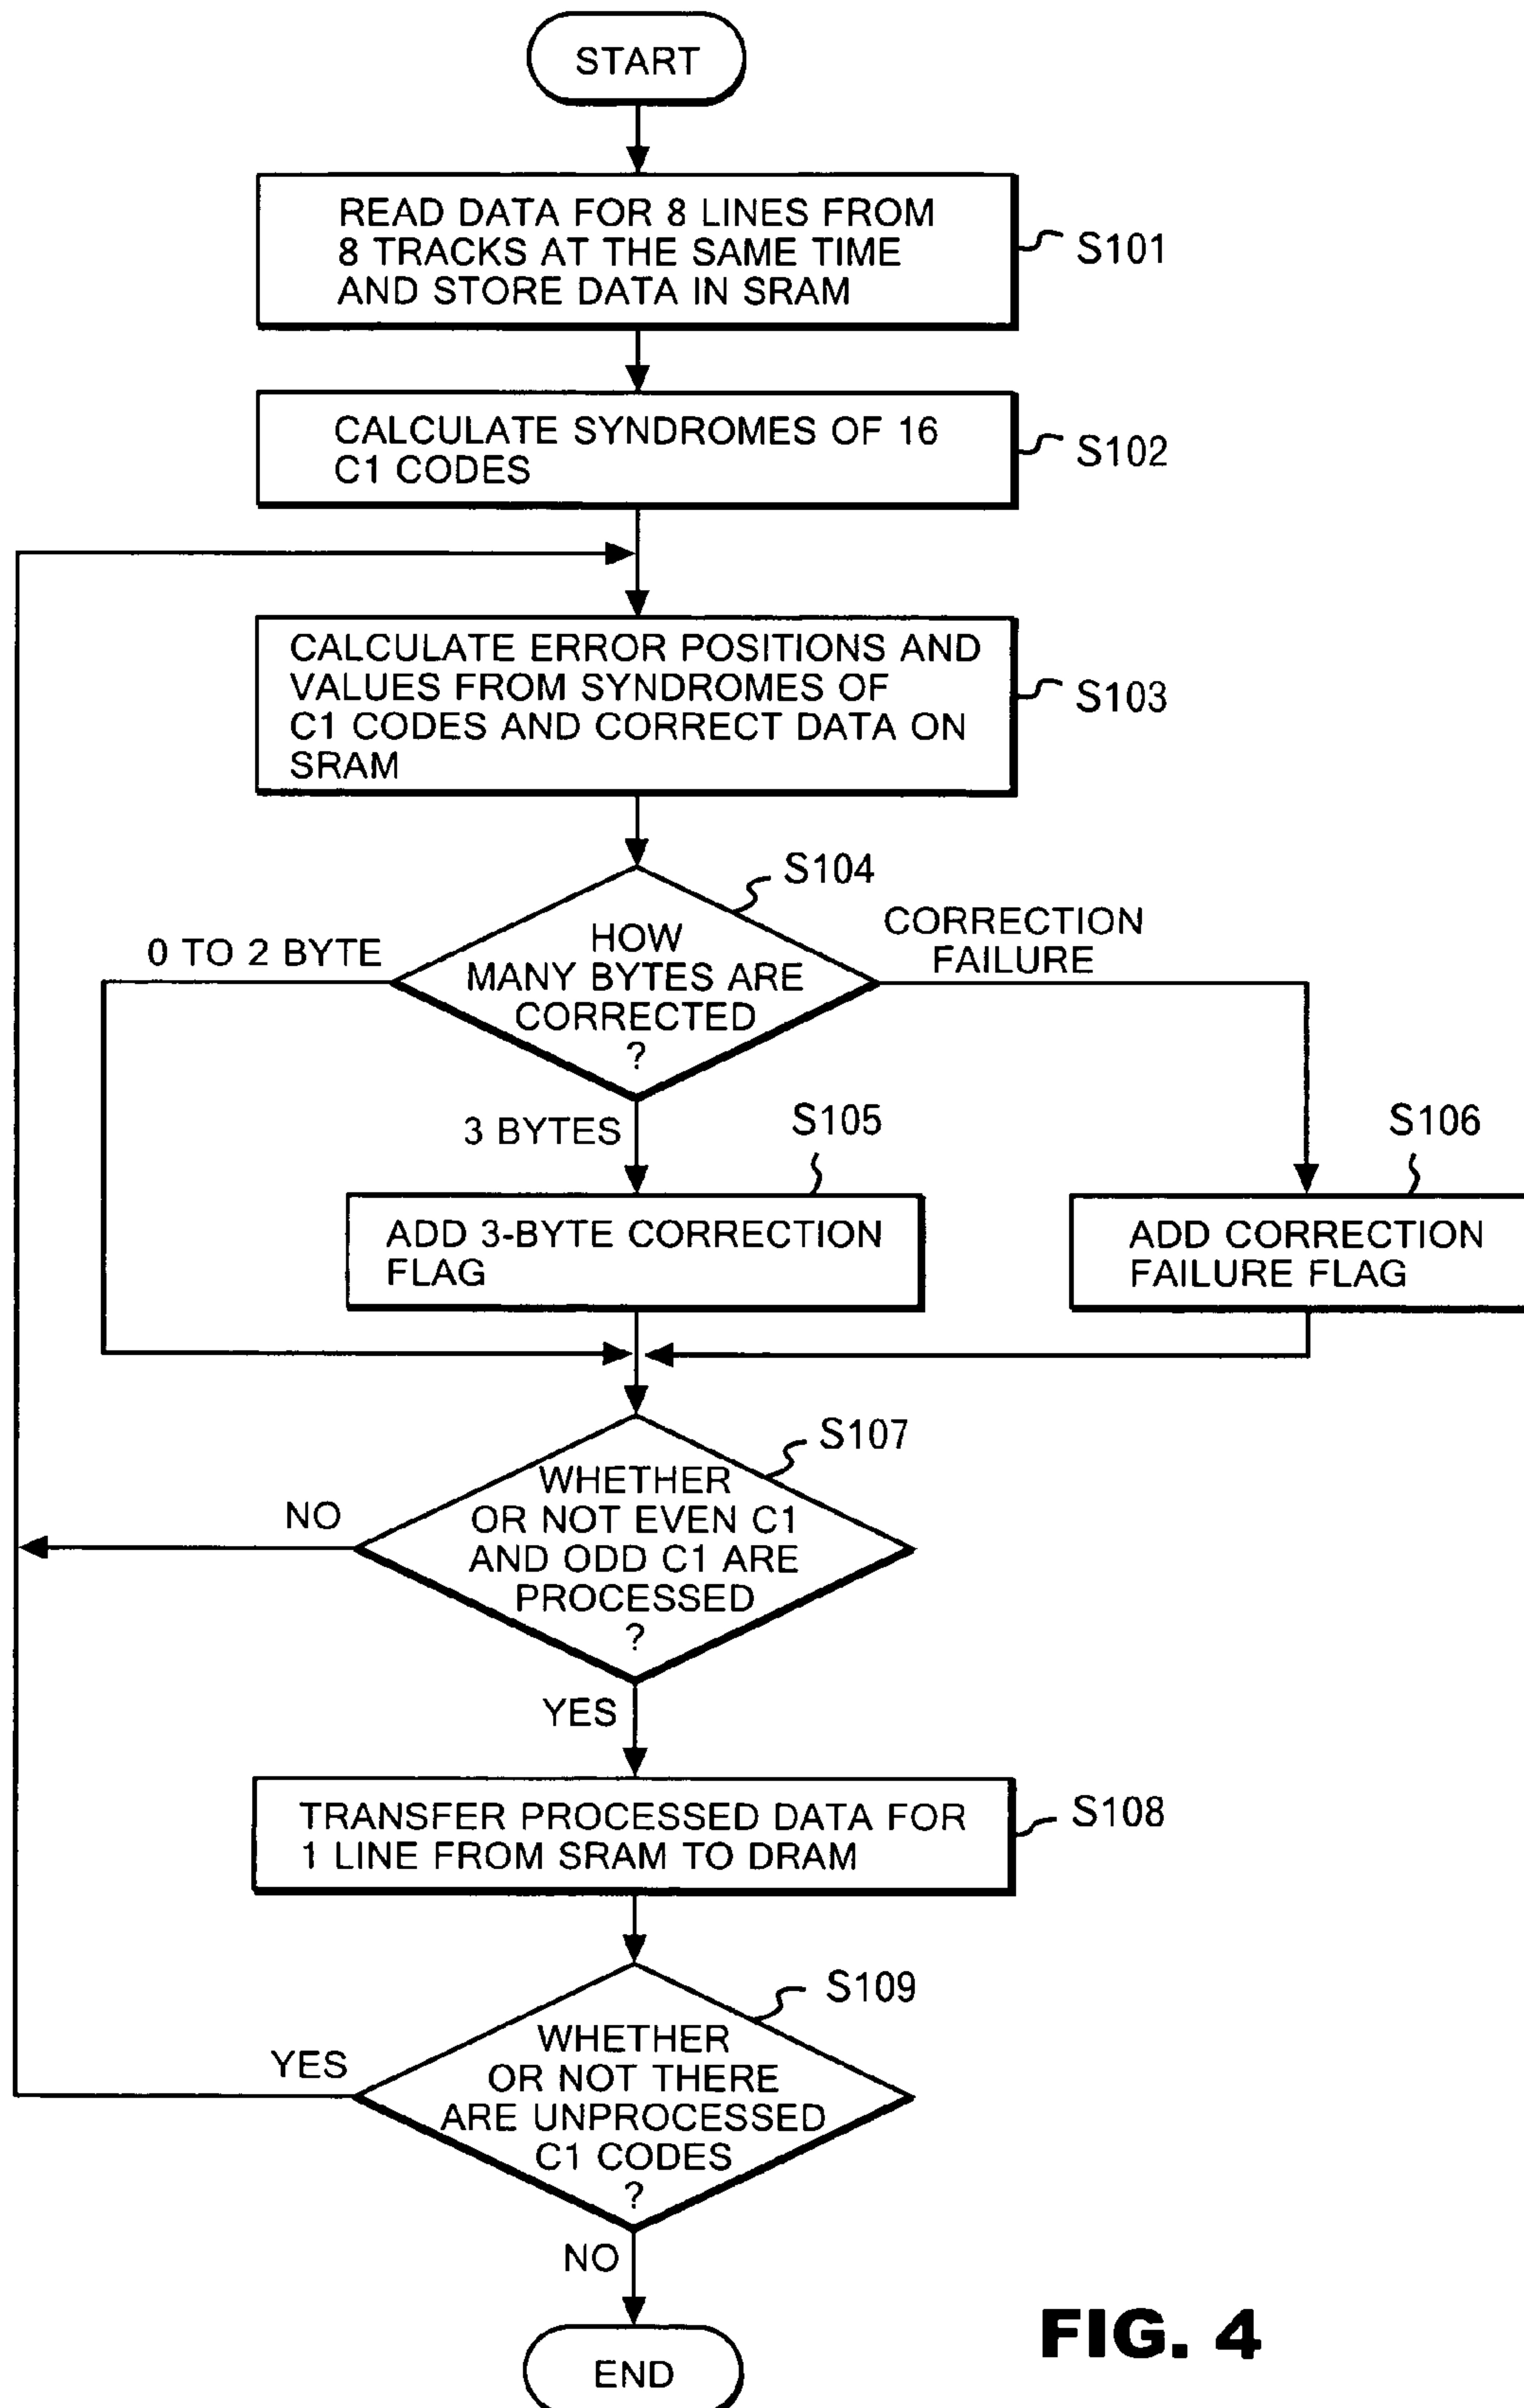 START
READ DATA FOR 8 LINES FROM
8 TRACKS AT THE SAME TIME
AND STORE DATA IN SRAM
S101
CALCULATE SYNDROMES OF 16
C1 CODES
S102
CALCULATE ERROR POSITIONS AND
VALUES FROM SYNDROMES OF
C1 CODES AND CORRECT DATA ON
SRAM
S103
S104
HOW
MANY BYTES ARE
CORRECTED
?
0 TO 2 BYTE
CORRECTION
FAILURE
3 BYTES
S105
ADD 3-BYTE CORRECTION
FLAG
S106
ADD CORRECTION
FAILURE FLAG
S107
WHETHER
OR NOT EVEN C1
AND ODD C1 ARE
PROCESSED
?
NO
YES
TRANSFER PROCESSED DATA FOR
1 LINE FROM SRAM TO DRAM
S108
S109
WHETHER
OR NOT THERE
ARE UNPROCESSED
C1 CODES
?
YES
NO
END
FIG. 4